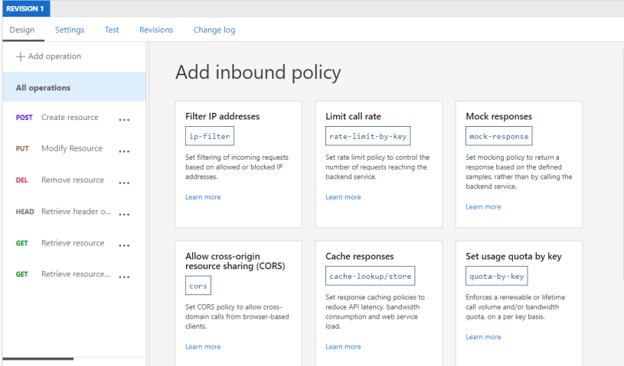 REVISION 1
Design Settings Test Revisions Change log
+ Add operation
All operations
POST Create resource ...
PUT Modify Resource ...
DEL Remove resource ...
HEAD Retrieve header o... ...
GET Retrieve resource ...
GET Retrieve resource... ...
Add inbound policy
Filter IP addresses
ip-filter
Set filtering of incoming requests
based on allowed or blocked IP
addresses.
Learn more
Limit call rate
rate-limit-by-key
Set rate limit policy to control the
number of requests reaching the
backend service.
Learn more
Mock responses
mock-response
Set mocking policy to return a
response based on the defined
samples, rather than by calling the
backend service.
Learn more
Allow cross-origin
resource sharing (CORS)
cors
Set CORS policy to allow cross-
domain calls from browser-based
clients.
Learn more
Cache responses
cache-lookup/store
Set response caching policies to
reduce API latency, bandwidth
consumption and web service
load.
Learn more
Set usage quota by key
quota-by-key
Enforces a renewable or lifetime
call volume and/or bandwidth
quota, on a per key basis.
Learn more